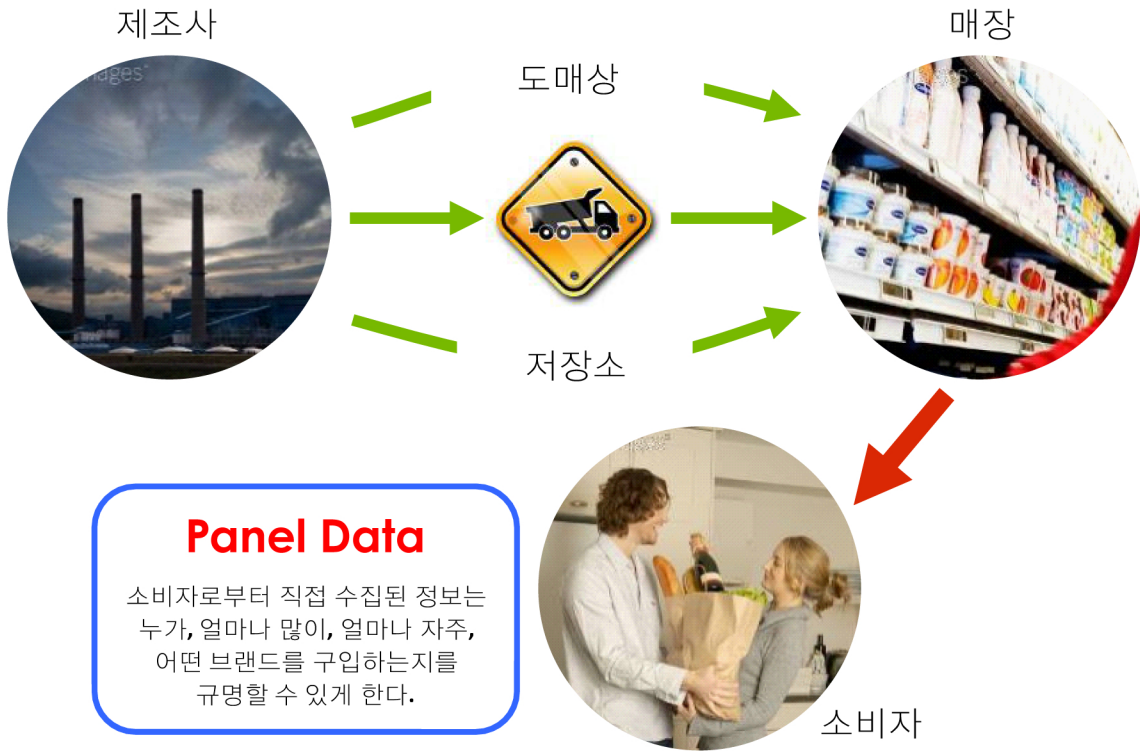 제조사
매장
도매상
저장소
Panel Data
소비자로부터 직접 수집된 정보는
누가, 얼마나 많이, 얼마나 자주,
어떤 브랜드를 구입하는지를
규명할 수 있게 한다.
소비자